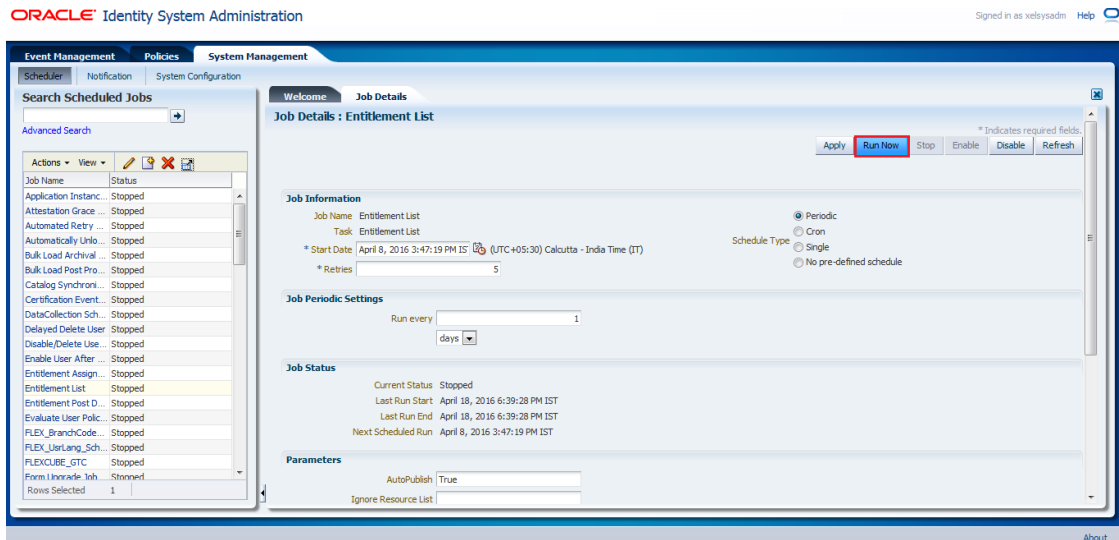 ORACLE Identity System Administration
Signed in as xelsysadm Help
Event Management Policies System Management
Scheduler Notification System Configuration
Search Scheduled Jobs
Advanced Search
Actions View
Job Name Status
Application Instanc... Stopped
Attestation Grace ... Stopped
Automated Retry ... Stopped
Automatically Unlo... Stopped
Bulk Load Archival ... Stopped
Bulk Load Post Pro... Stopped
Catalog Synchroni... Stopped
Certification Event... Stopped
DataCollection Sch... Stopped
Delayed Delete User Stopped
Disable/Delete Use... Stopped
Enable User After ... Stopped
Entitlement Assign... Stopped
Entitlement List Stopped
Entitlement Post D... Stopped
Evaluate User Polic... Stopped
FLEX_BranchCode... Stopped
FLEX_UsrLang_Sch... Stopped
FLEXCUBE_GTC Stopped
Form Upgrade Job Stopped
Rows Selected 1
Welcome Job Details
Job Details : Entitlement List
* Indicates required fields.
Apply Run Now Stop Enable Disable Refresh
Job Information
Job Name Entitlement List
Task Entitlement List
* Start Date April 8, 2016 3:47:19 PM IST (UTC+05:30) Calcutta - India Time (IT)
* Retries 5
Schedule Type
Periodic
Cron
Single
No pre-defined schedule
Job Periodic Settings
Run every 1
days
Job Status
Current Status Stopped
Last Run Start April 18, 2016 6:39:28 PM IST
Last Run End April 18, 2016 6:39:28 PM IST
Next Scheduled Run April 8, 2016 3:47:19 PM IST
Parameters
AutoPublish True
Ignore Resource List
About